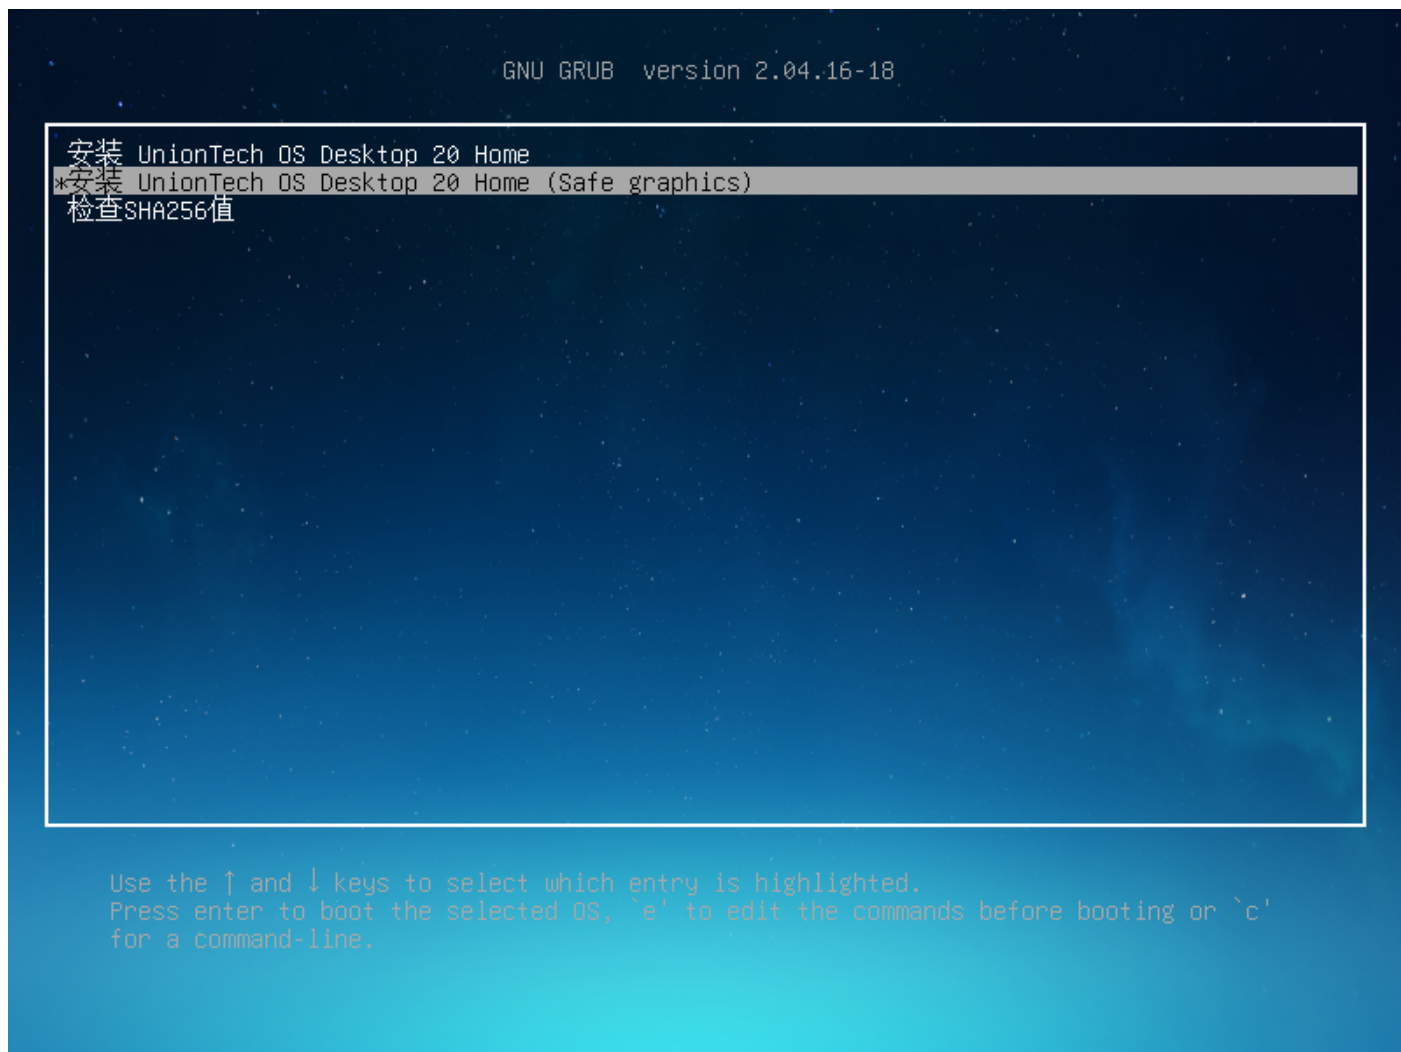 GNU GRUB  version 2.04.16-18
安装 UnionTech OS Desktop 20 Home
*安装 UnionTech OS Desktop 20 Home (Safe graphics)
检查SHA256值
Use the ↑ and ↓ keys to select which entry is highlighted.
Press enter to boot the selected OS, `e' to edit the commands before booting or `c'
for a command-line.